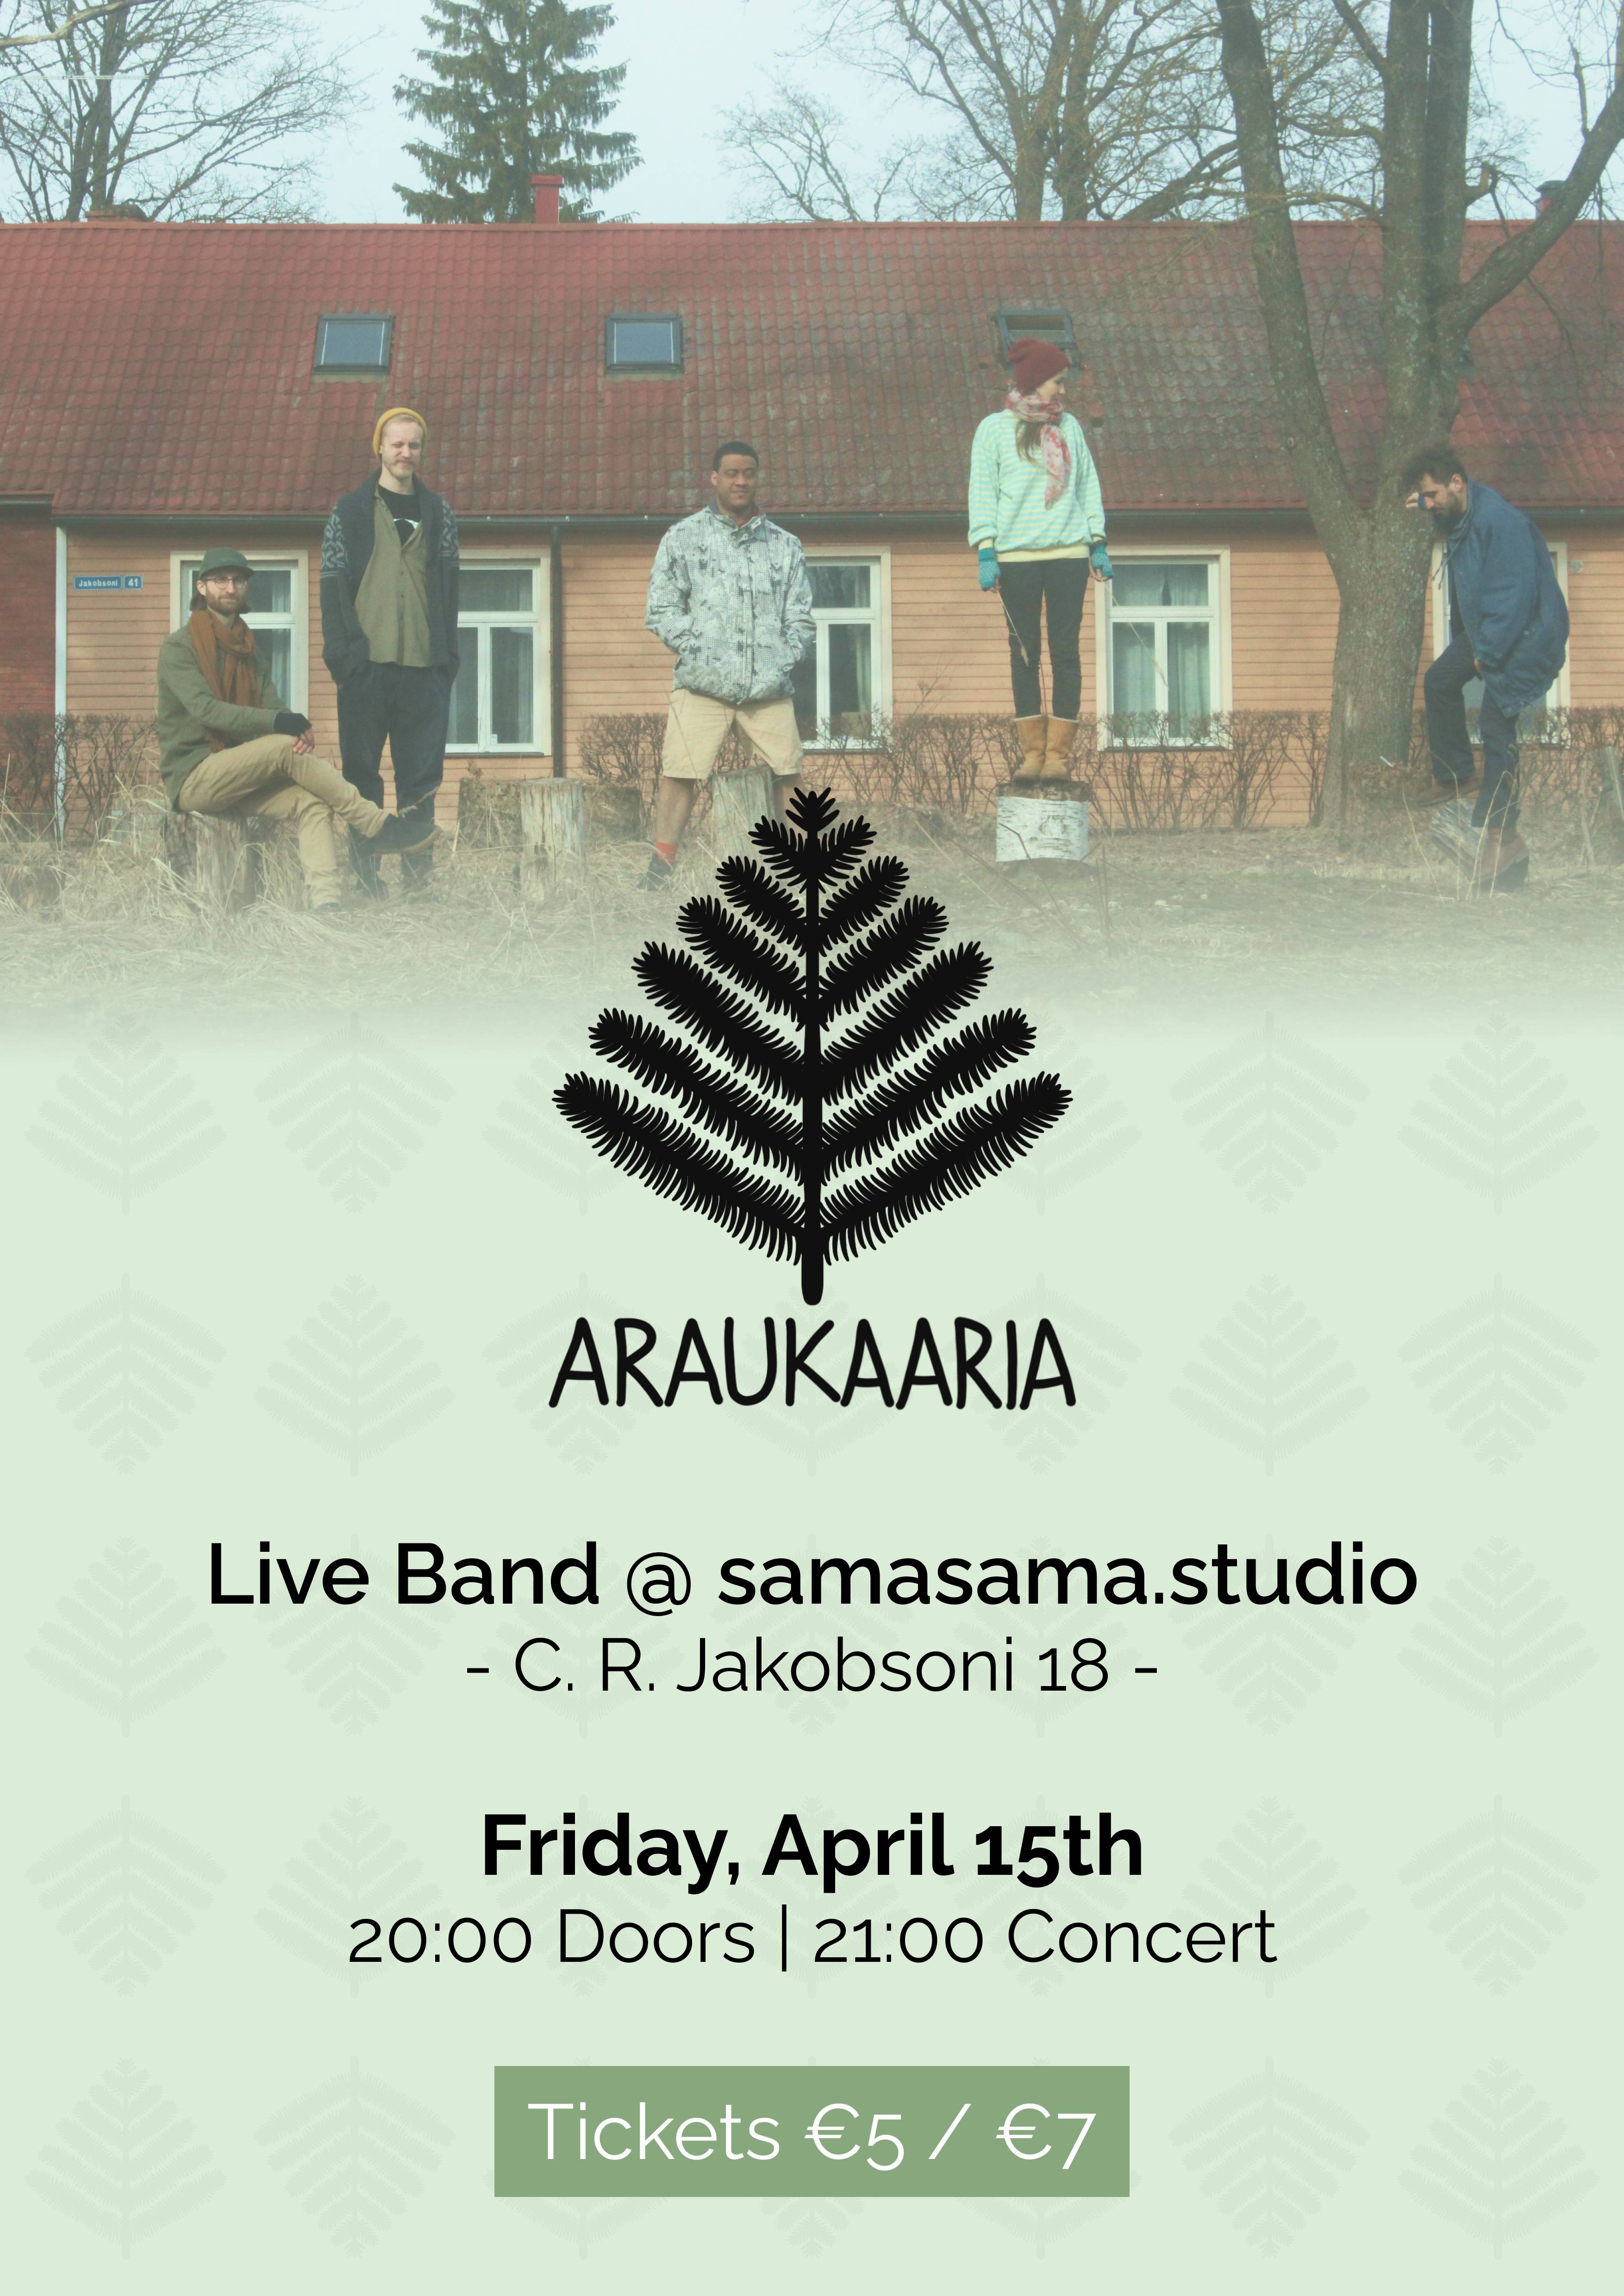 Jakobsoni 41
ARAUKAARIA
Live Band @ samasama.studio
- C. R. Jakobsoni 18 -
Friday, April 15th
20:00 Doors | 21:00 Concert
Tickets €5 / €7